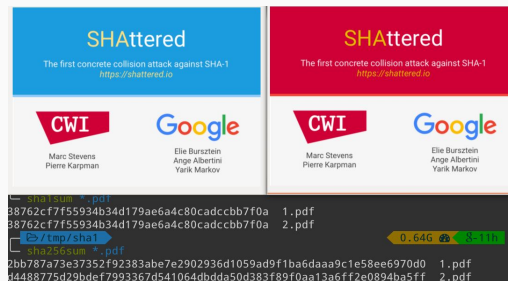 SHAttered
The first concrete collision attack against SHA-1
https://shattered.io
CWI
Google
Marc Stevens
Pierre Karpman
Elie Bursztein
Ange Albertini
Yarik Markov
SHAttered
The first concrete collision attack against SHA-1
https://shattered.io
CWI
Google
Marc Stevens
Pierre Karpman
Elie Bursztein
Ange Albertini
Yarik Markov
sha1sum *.pdf
38762cf7f55934b34d179ae6a4c80cadccbb7f0a 1.pdf
38762cf7f55934b34d179ae6a4c80cadccbb7f0a 2.pdf
/tmp/sha1
0.64G
sha256sum *.pdf
2bb787a73e37352f92383abe7e2902936d1059ad9f1ba6daaa9c1e58ee6970d0 1.pdf
d4488775d29bdef7993367d541064dbdda50d383f89f0aa13a6ff2e0894ba5ff 2.pdf